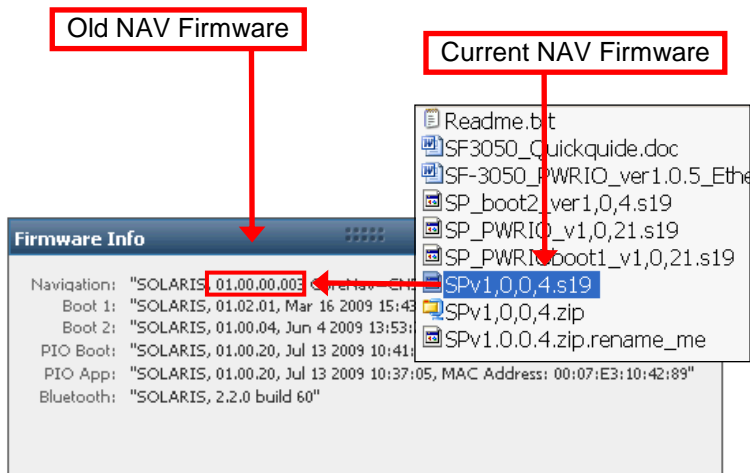 Old NAV Firmware
Current NAV Firmware
Readme.txt
SF3050_Quickguide.doc
SF-3050_PWRIO_ver1.0.5_Ethe
SP_boot2_ver1,0,4.s19
SP_PWRIO_v1,0,21.s19
SP_PWRIOboot1_v1,0,21.s19
SPv1,0,0,4.s19
SPv1,0,0,4.zip
SPv1.0.0.4.zip.rename_me
Firmware Info
Navigation: "SOLARIS, 01.00.00.003
Boot 1: "SOLARIS, 01.02.01, Mar 16 2009 15:43
Boot 2: "SOLARIS, 01.00.04, Jun 4 2009 13:53:
PIO Boot: "SOLARIS, 01.00.20, Jul 13 2009 10:41:
PIO App: "SOLARIS, 01.00.20, Jul 13 2009 10:37:05, MAC Address: 00:07:E3:10:42:89"
Bluetooth: "SOLARIS, 2.2.0 build 60"